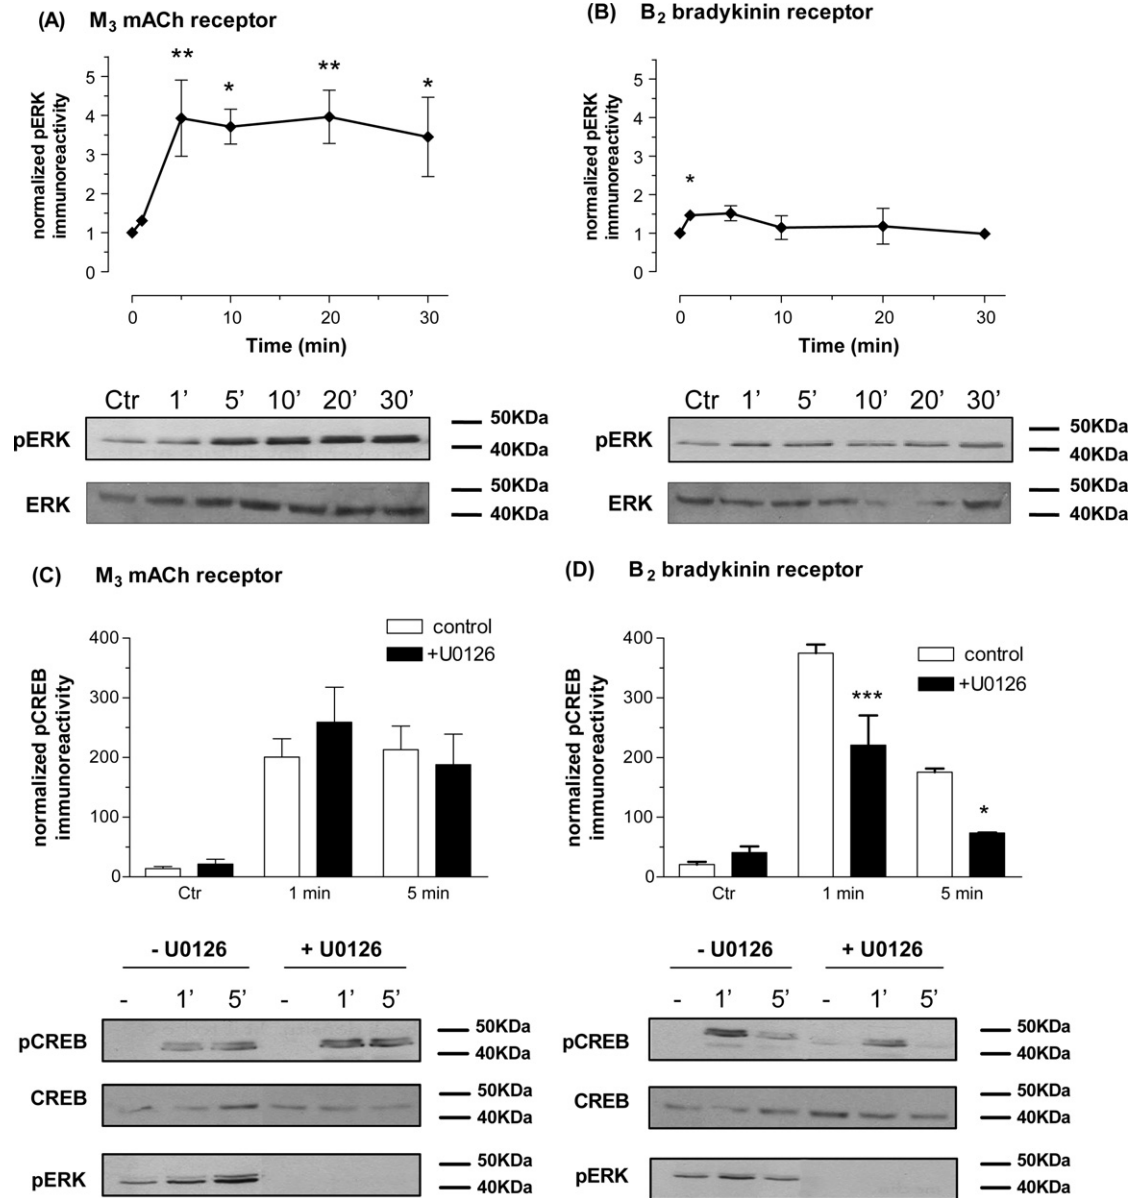 (A) M3 mACh receptor
normalized pERK
immunoreactivity
5
4
3
2
1
0
** * ** *
0 10 20 30
Time (min)
Ctr 1’ 5’ 10’ 20’ 30’
pERK
50KDa
40KDa
ERK
50KDa
40KDa
(B) B2 bradykinin receptor
normalized pERK
immunoreactivity
5
4
3
2
1
0
*
0 10 20 30
Time (min)
Ctr 1’ 5’ 10’ 20’ 30’
pERK
50KDa
40KDa
ERK
50KDa
40KDa
(C) M3 mACh receptor
control
+U0126
normalized pCREB
immunoreactivity
400
300
200
100
0
Ctr 1 min 5 min
- U0126 + U0126
- 1’ 5’ - 1’ 5’
pCREB
50KDa
40KDa
CREB
50KDa
40KDa
pERK
50KDa
40KDa
(D) B2 bradykinin receptor
control
+U0126
normalized pCREB
immunoreactivity
400
300
200
100
0
***
*
Ctr 1 min 5 min
- U0126 + U0126
- 1’ 5’ - 1’ 5’
pCREB
50KDa
40KDa
CREB
50KDa
40KDa
pERK
50KDa
40KDa